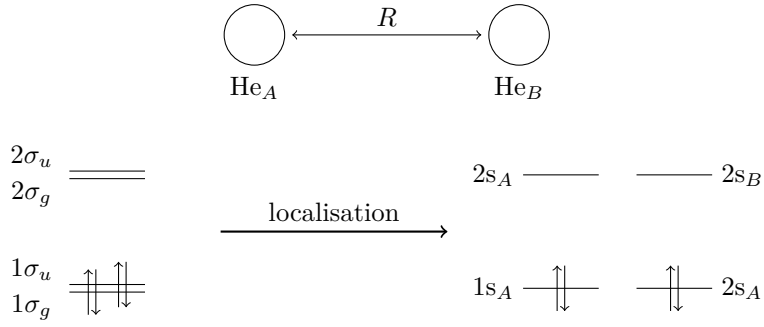 R
He_A He_B
2σ_u
2σ_g
2s_A 2s_B
localisation
1σ_u
1σ_g
1s_A 2s_A